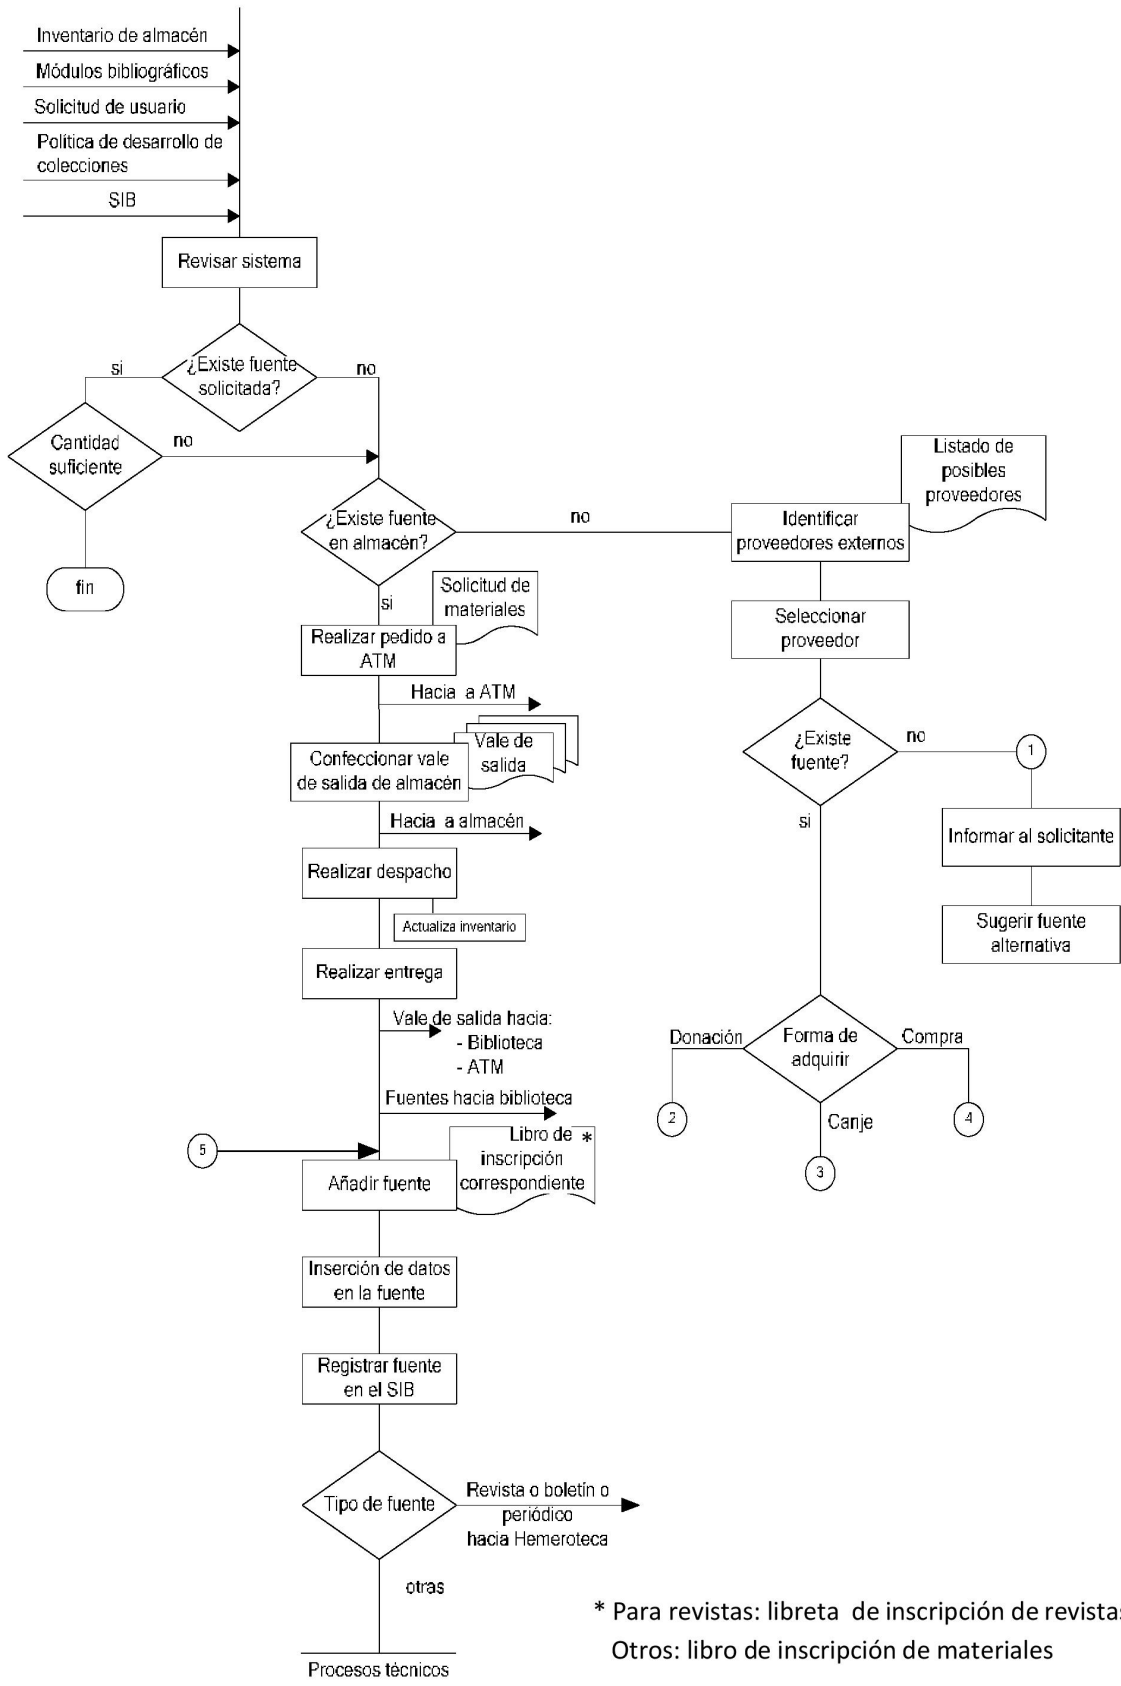 Inventario de almacén
Módulos bibliográficos
Solicitud de usuario
Política de desarrollo de
colecciones
SIB
Revisar sistema
¿Existe fuente
solicitada?
si
no
Cantidad
suficiente
no
fin
¿Existe fuente
en almacén?
no
si
Listado de
posibles
proveedores
Identificar
proveedores externos
Seleccionar
proveedor
Solicitud de
materiales
Realizar pedido a
ATM
Hacia a ATM
Vale de
salida
Confeccionar vale
de salida de almacén
Hacia a almacén
Realizar despacho
Actualiza inventario
Realizar entrega
Vale de salida hacia:
- Biblioteca
- ATM
Fuentes hacia biblioteca
¿Existe
fuente?
no
1
si
Informar al solicitante
Sugerir fuente
alternativa
Forma de
adquirir
Donación
Compra
Canje
2
3
4
5
Libro de *
inscripción
correspondiente
Añadir fuente
Inserción de datos
en la fuente
Registrar fuente
en el SIB
Tipo de fuente
Revista o boletín o
periódico
hacia Hemeroteca
otras
Procesos técnicos
* Para revistas: libreta de inscripción de revistas
Otros: libro de inscripción de materiales